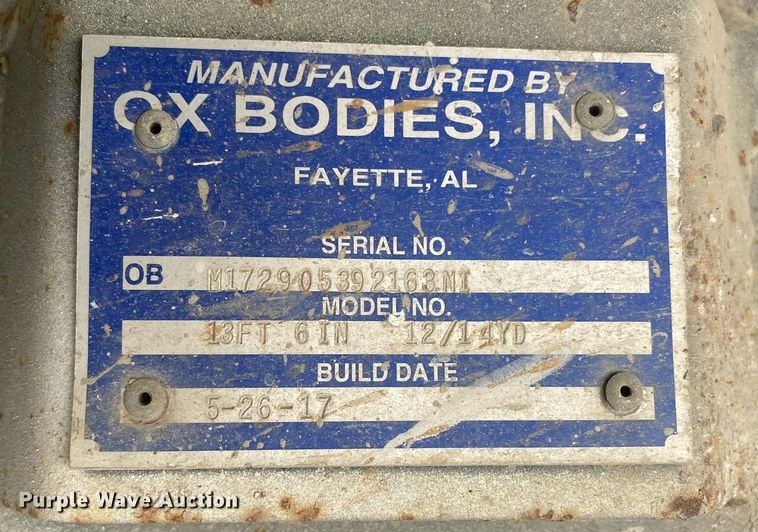 MANUFACTURED BY
OX BODIES, INC.
FAYETTE, AL
SERIAL NO.
OB M172905392163NI
MODEL NO.
13FT 6IN 12/14YD
BUILD DATE
5-26-17
Purple Wave Auction